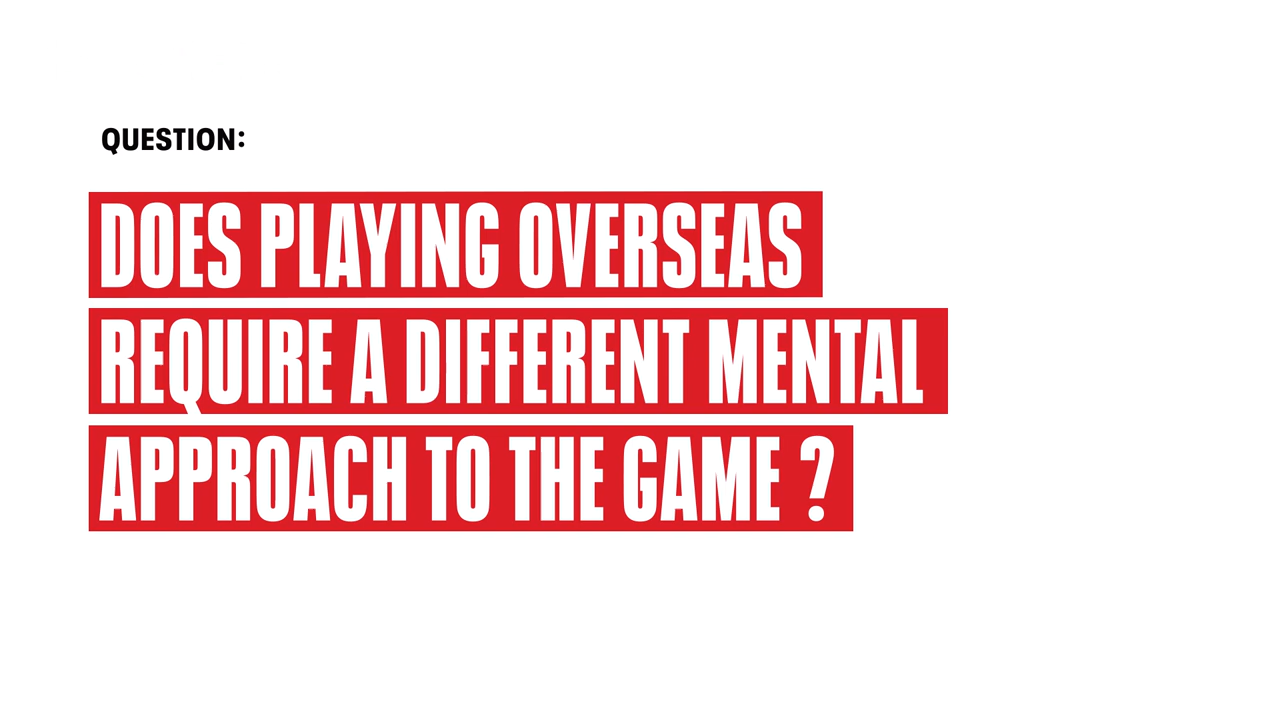 QUESTION:
DOES PLAYING OVERSEAS
REQUIRE A DIFFERENT MENTAL
APPROACH TO THE GAME ?